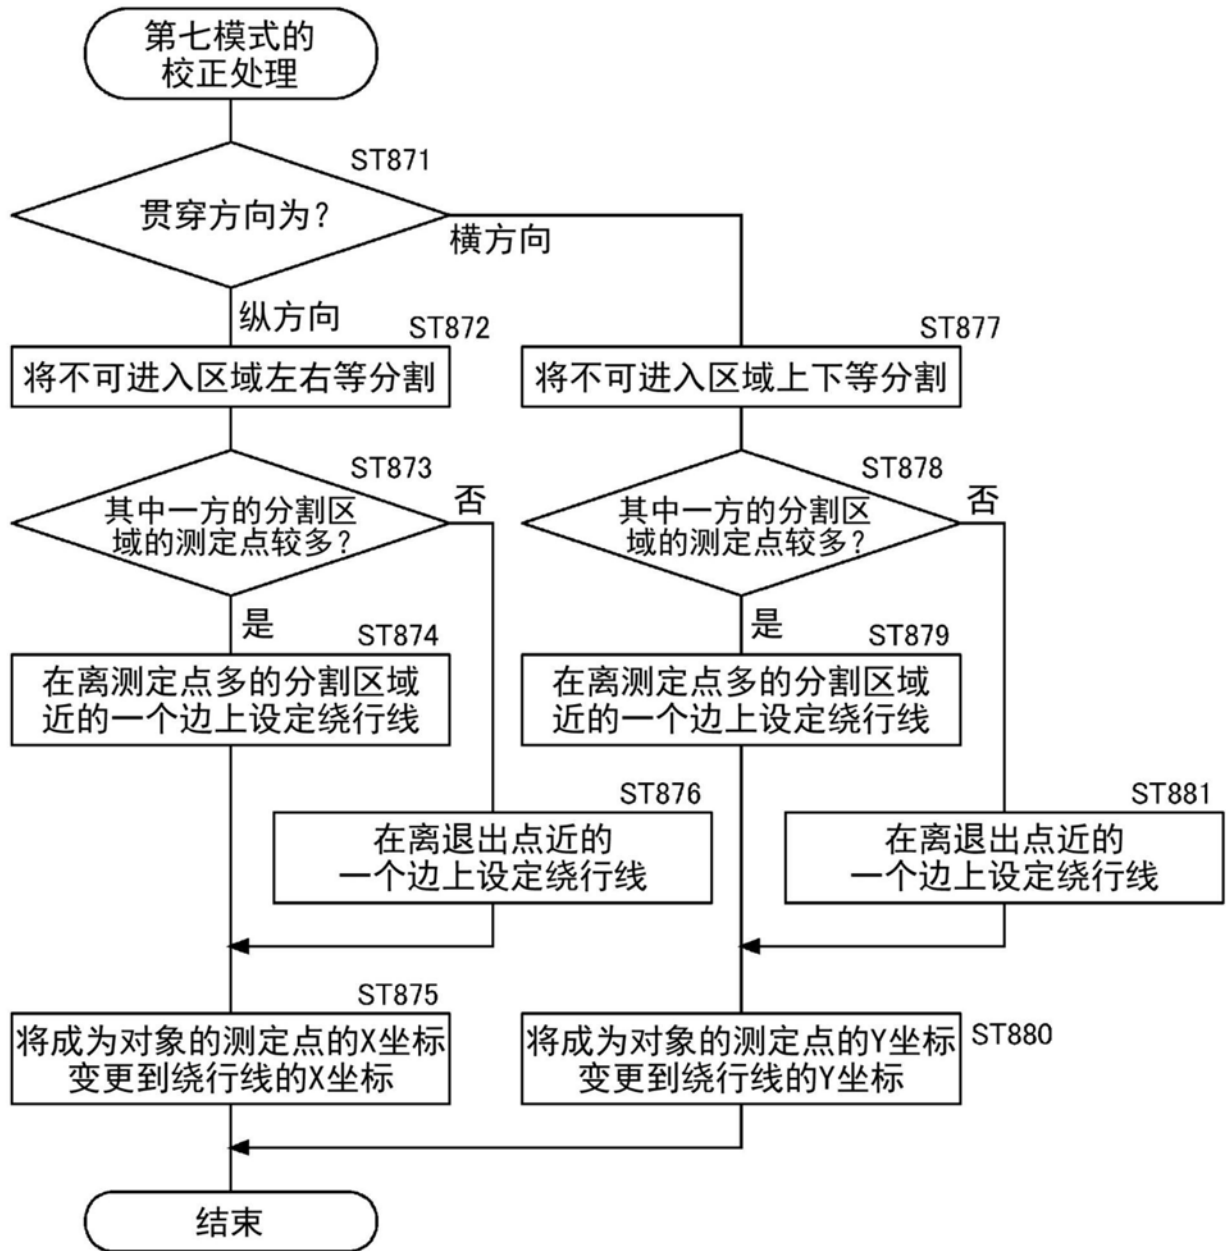 第七模式的
校正处理
ST871
贯穿方向为？
横方向
纵方向
ST872
将不可进入区域左右等分割
ST877
将不可进入区域上下等分割
ST873
其中一方的分割区
域的测定点较多？
否
ST878
其中一方的分割区
域的测定点较多？
否
是
ST874
在离测定点多的分割区域
近的一个边上设定绕行线
是
ST879
在离测定点多的分割区域
近的一个边上设定绕行线
ST876
在离退出点近的
一个边上设定绕行线
ST881
在离退出点近的
一个边上设定绕行线
ST875
将成为对象的测定点的X坐标
变更到绕行线的X坐标
将成为对象的测定点的Y坐标
变更到绕行线的Y坐标
ST880
结束